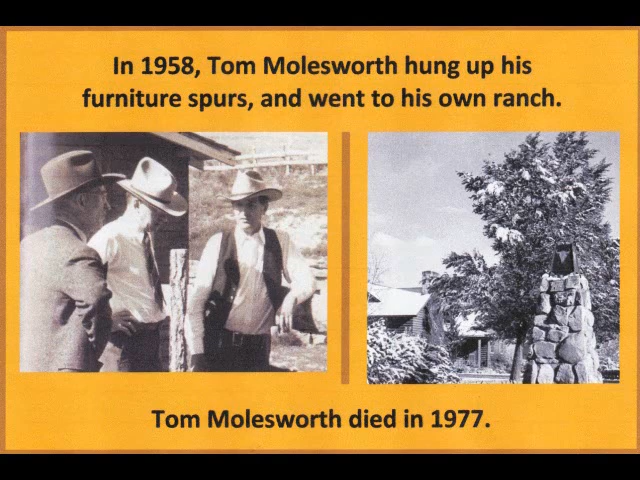 In 1958, Tom Molesworth hung up his
furniture spurs, and went to his own ranch.
Tom Molesworth died in 1977.